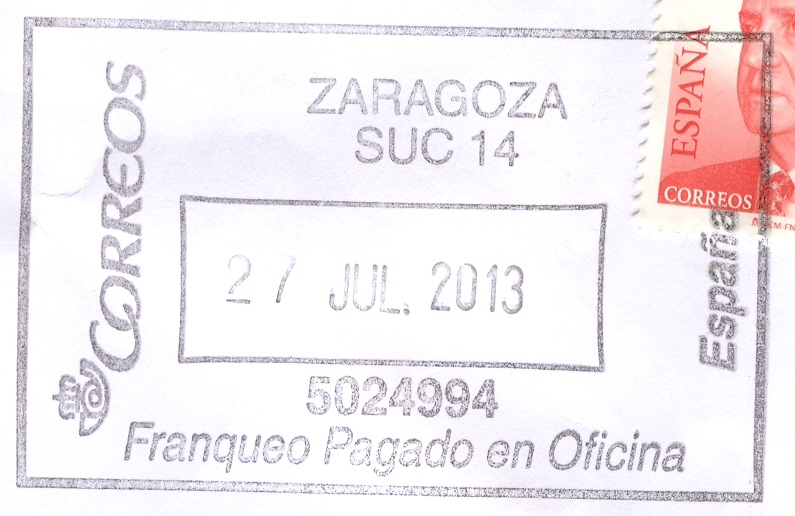 CORREOS
ZARAGOZA
SUC 14
27 JUL. 2013
5024994
Franqueo Pagado en Oficina
España
ESPAÑA
CORREOS